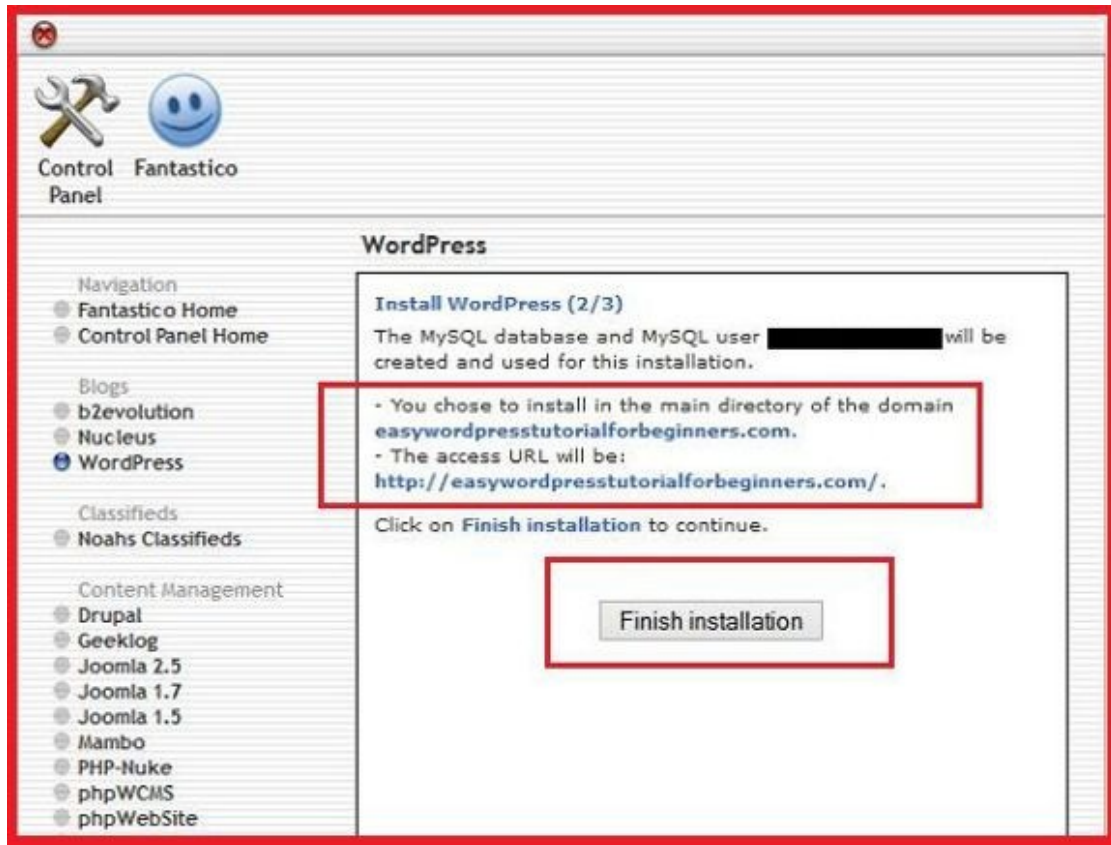 Control
Panel
Fantastico
WordPress
Navigation
Fantastico Home
Control Panel Home
Blogs
b2evolution
Nucleus
WordPress
Classifieds
Noahs Classifieds
Content Management
Drupal
Geeklog
Joomla 2.5
Joomla 1.7
Joomla 1.5
Mambo
PHP-Nuke
phpWCMS
phpWebSite
Install WordPress (2/3)
The MySQL database and MySQL user will be
created and used for this installation.
- You chose to install in the main directory of the domain
easywordpresstutorialforbeginners.com.
- The access URL will be:
http://easywordpresstutorialforbeginners.com/.
Click on Finish installation to continue.
Finish installation